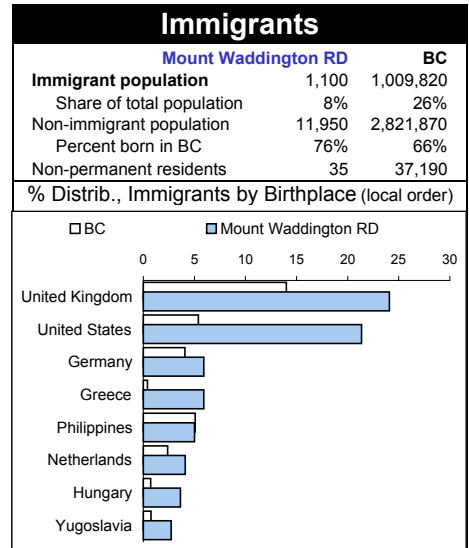 Immigrants
Mount Waddington RD BC
Immigrant population 1,100 1,009,820
Share of total population 8% 26%
Non-immigrant population 11,950 2,821,870
Percent born in BC 76% 66%
Non-permanent residents 35 37,190
% Distrib., Immigrants by Birthplace (local order)
BC Mount Waddington RD
0 5 10 15 20 25 30
United Kingdom
United States
Germany
Greece
Philippines
Netherlands
Hungary
Yugoslavia